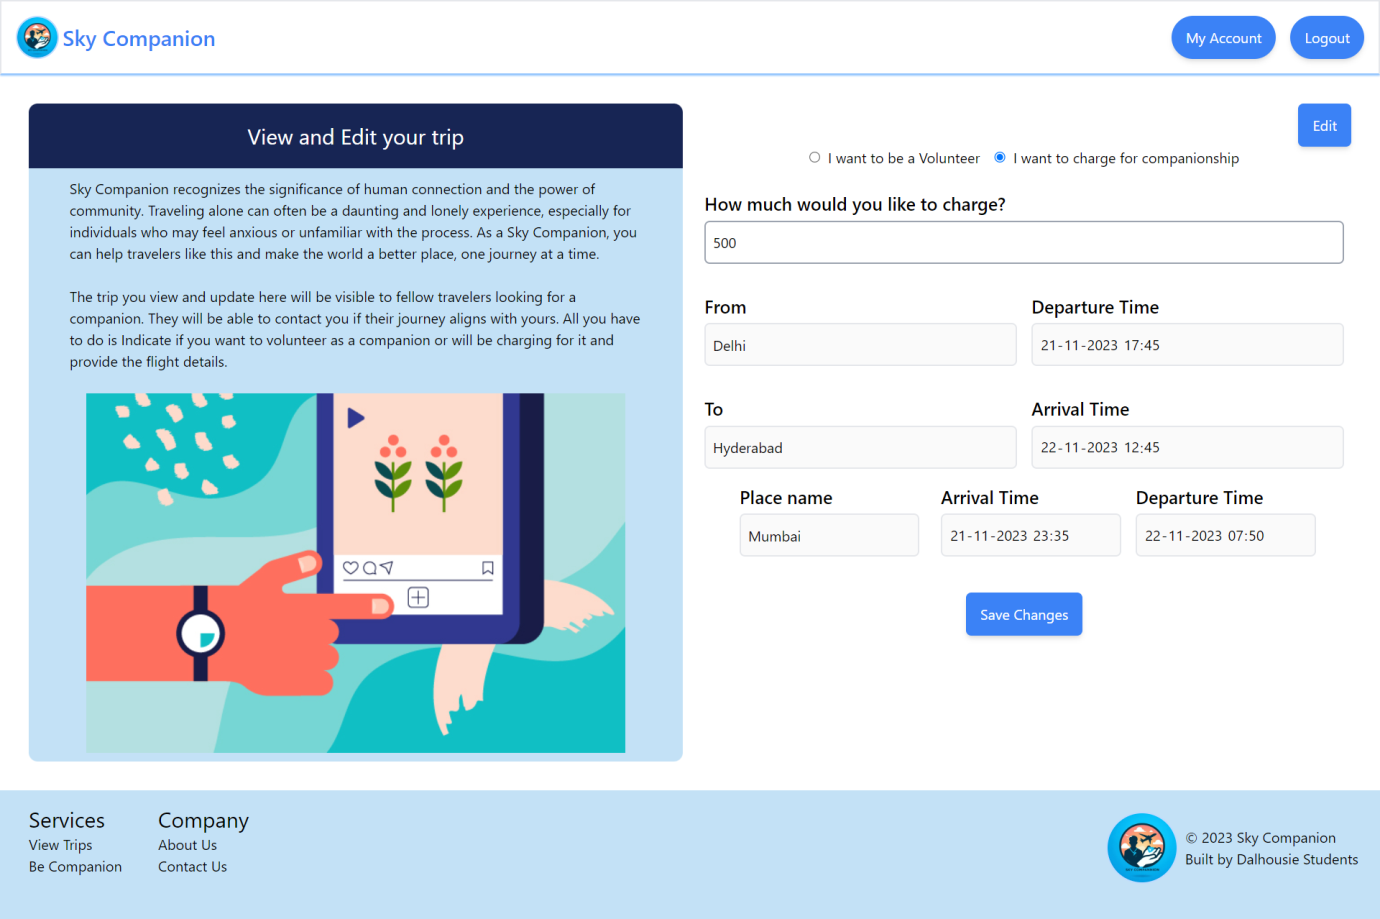 Sky Companion
My Account
Logout
View and Edit your trip
Sky Companion recognizes the significance of human connection and the power of
community. Traveling alone can often be a daunting and lonely experience, especially for
individuals who may feel anxious or unfamiliar with the process. As a Sky Companion, you
can help travelers like this and make the world a better place, one journey at a time.
The trip you view and update here will be visible to fellow travelers looking for a
companion. They will be able to contact you if their journey aligns with yours. All you have
to do is Indicate if you want to volunteer as a companion or will be charging for it and
provide the flight details.
Edit
I want to be a Volunteer
I want to charge for companionship
How much would you like to charge?
500
From
Departure Time
Delhi
21-11-2023 17:45
To
Arrival Time
Hyderabad
22-11-2023 12:45
Place name
Arrival Time
Departure Time
Mumbai
21-11-2023 23:35
22-11-2023 07:50
Save Changes
Services
View Trips
Be Companion
Company
About Us
Contact Us
SKY COMPANION
© 2023 Sky Companion
Built by Dalhousie Students